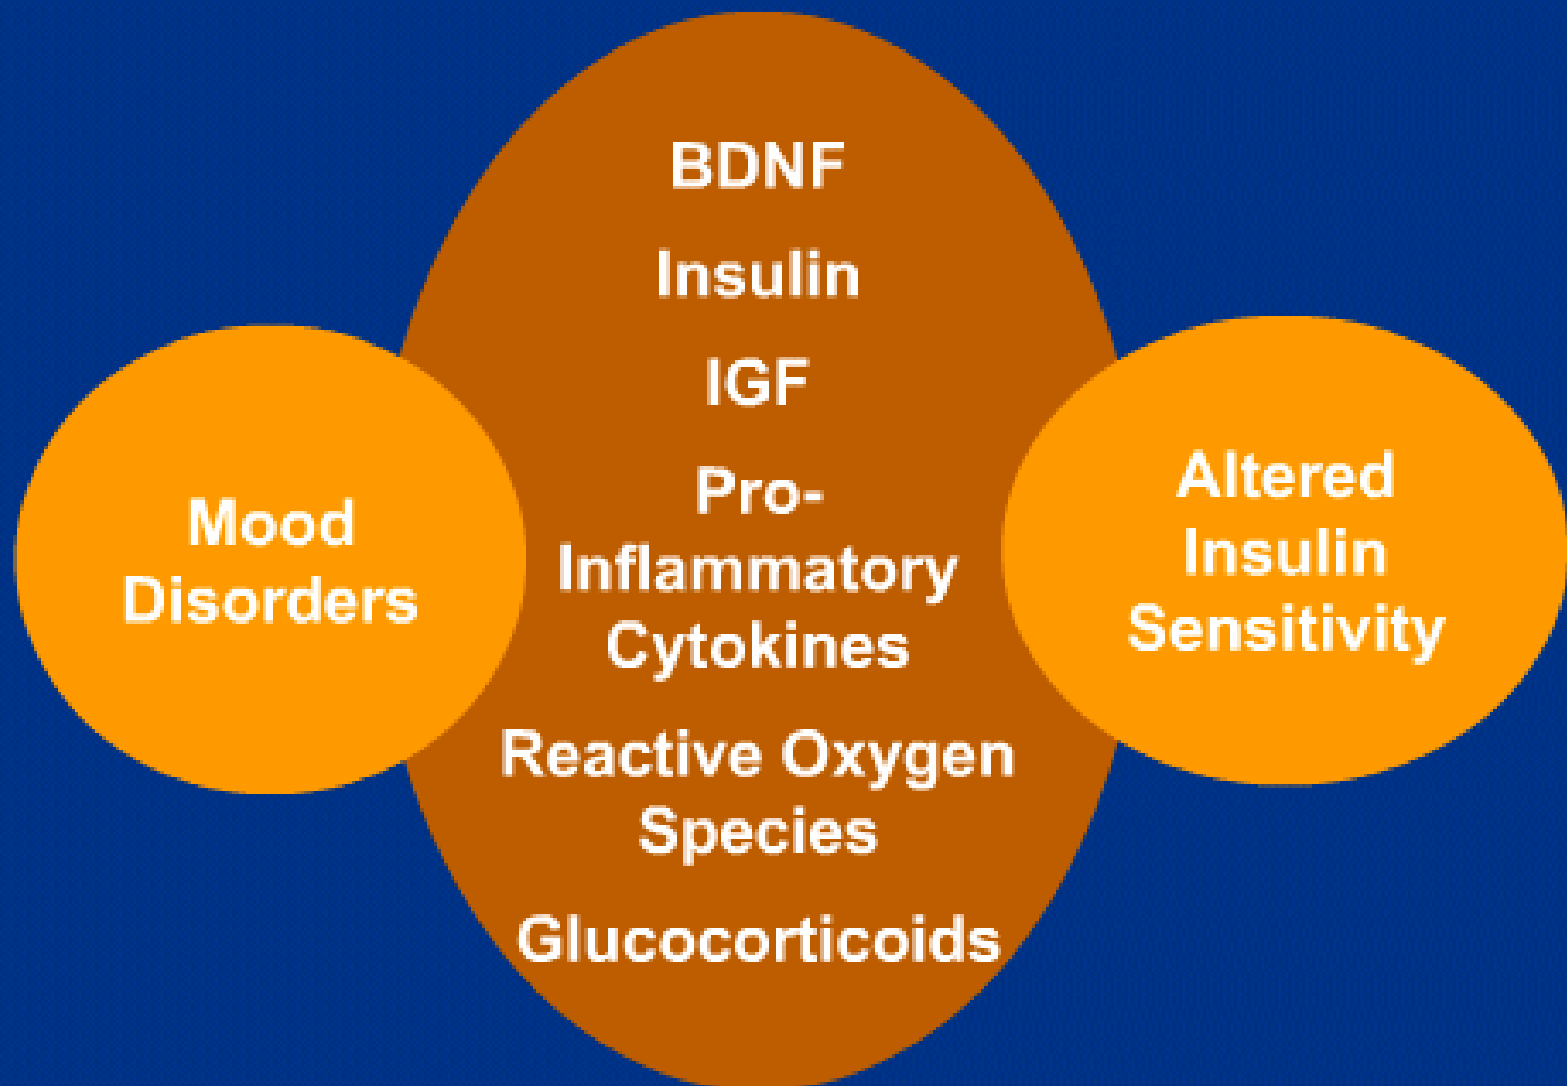 Mood
Disorders
BDNF
Insulin
IGF
Pro-
Inflammatory
Cytokines
Reactive Oxygen
Species
Glucocorticoids
Altered
Insulin
Sensitivity